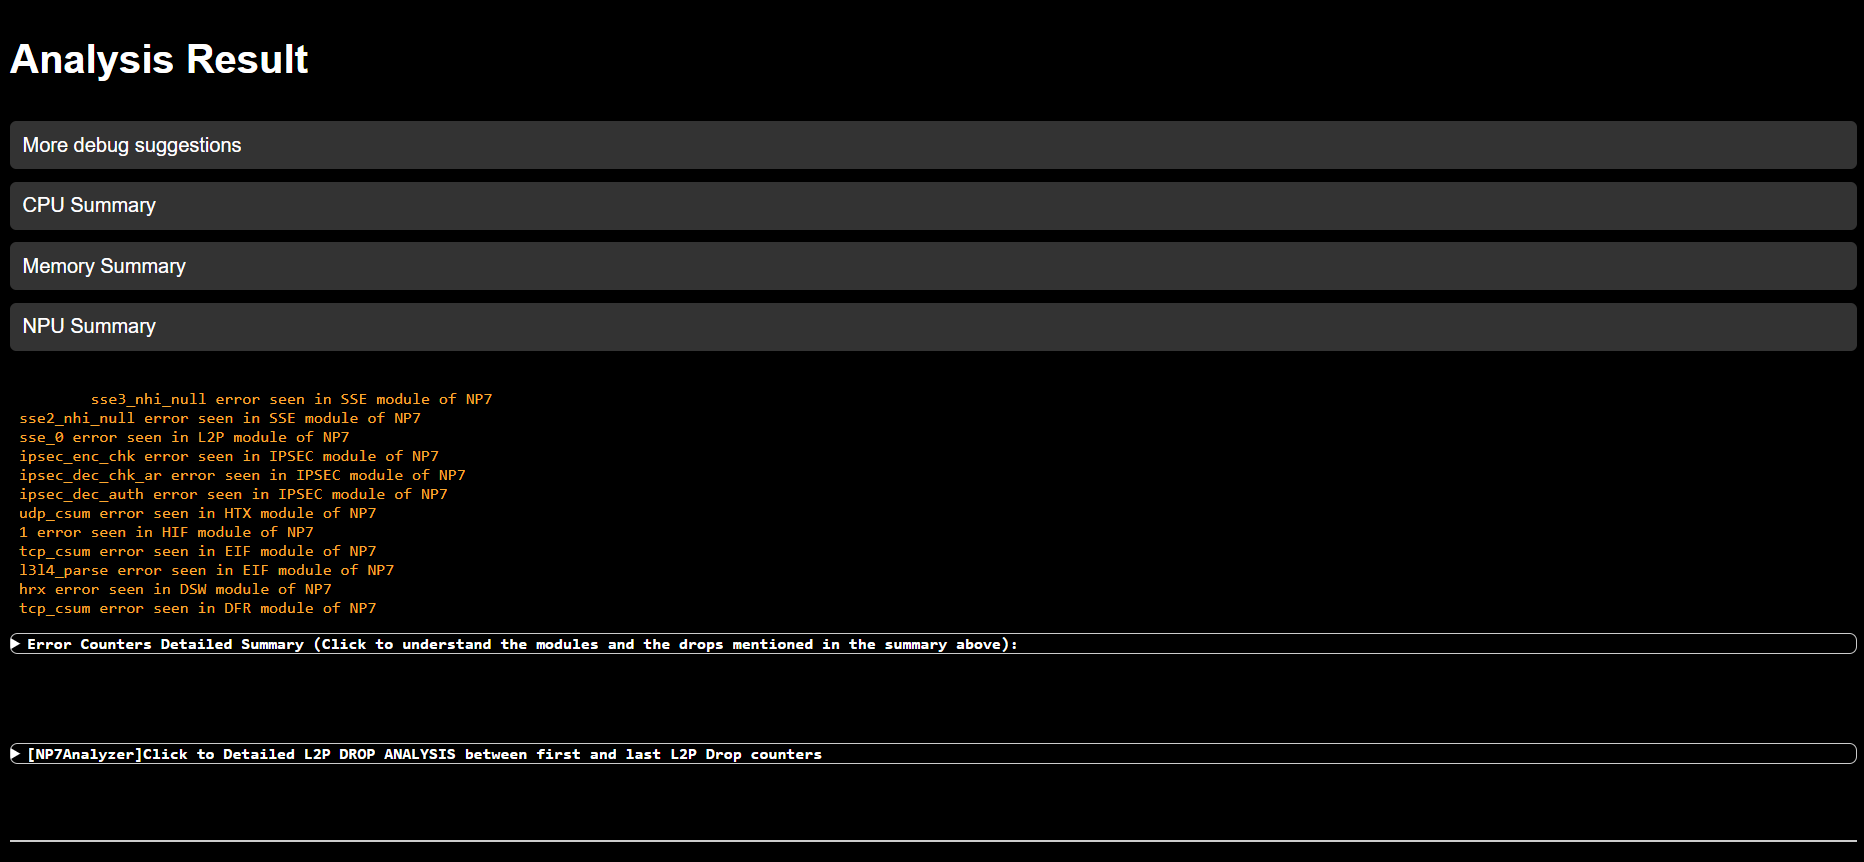 Analysis Result
More debug suggestions
CPU Summary
Memory Summary
NPU Summary
sse3_nhi_null error seen in SSE module of NP7
sse2_nhi_null error seen in SSE module of NP7
sse_0 error seen in L2P module of NP7
ipsec_enc_chk error seen in IPSEC module of NP7
ipsec_dec_chk_ar error seen in IPSEC module of NP7
ipsec_dec_auth error seen in IPSEC module of NP7
udp_csum error seen in HTX module of NP7
1 error seen in HIF module of NP7
tcp_csum error seen in EIF module of NP7
l3l4_parse error seen in EIF module of NP7
hrx error seen in DSW module of NP7
tcp_csum error seen in DFR module of NP7
Error Counters Detailed Summary (Click to understand the modules and the drops mentioned in the summary above):
[NP7Analyzer]Click to Detailed L2P DROP ANALYSIS between first and last L2P Drop counters